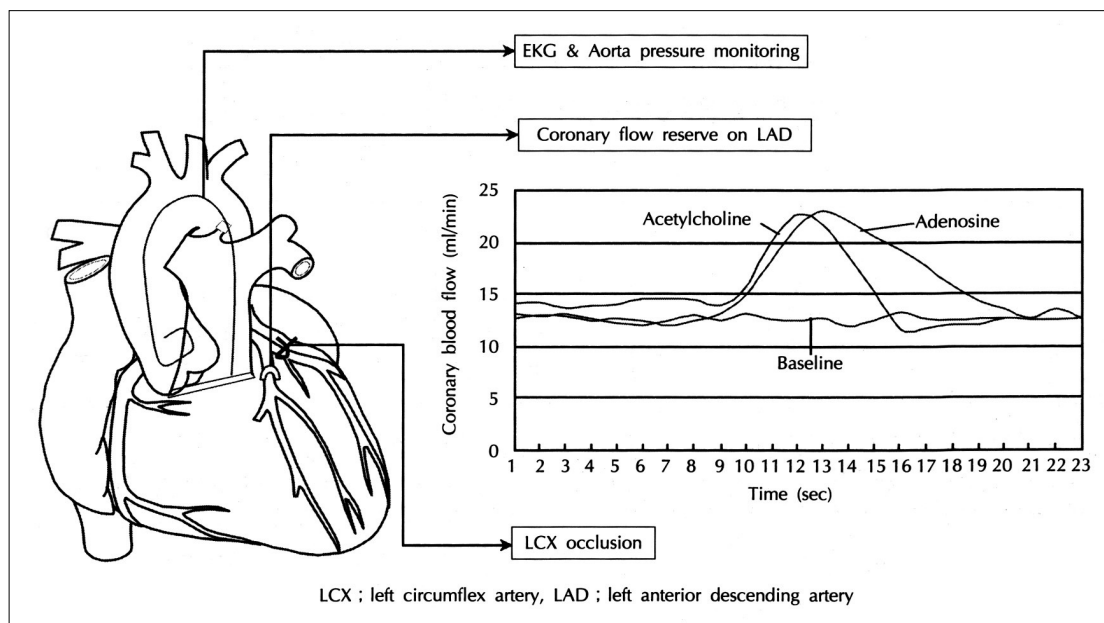 EKG & Aorta pressure monitoring
Coronary flow reserve on LAD
Coronary blood flow (ml/min)
25
20
15
10
5
0
Acetylcholine
Adenosine
Baseline
1 2 3 4 5 6 7 8 9 10 11 12 13 14 15 16 17 18 19 20 21 22 23
Time (sec)
LCX occlusion
LCX ; left circumflex artery, LAD ; left anterior descending artery